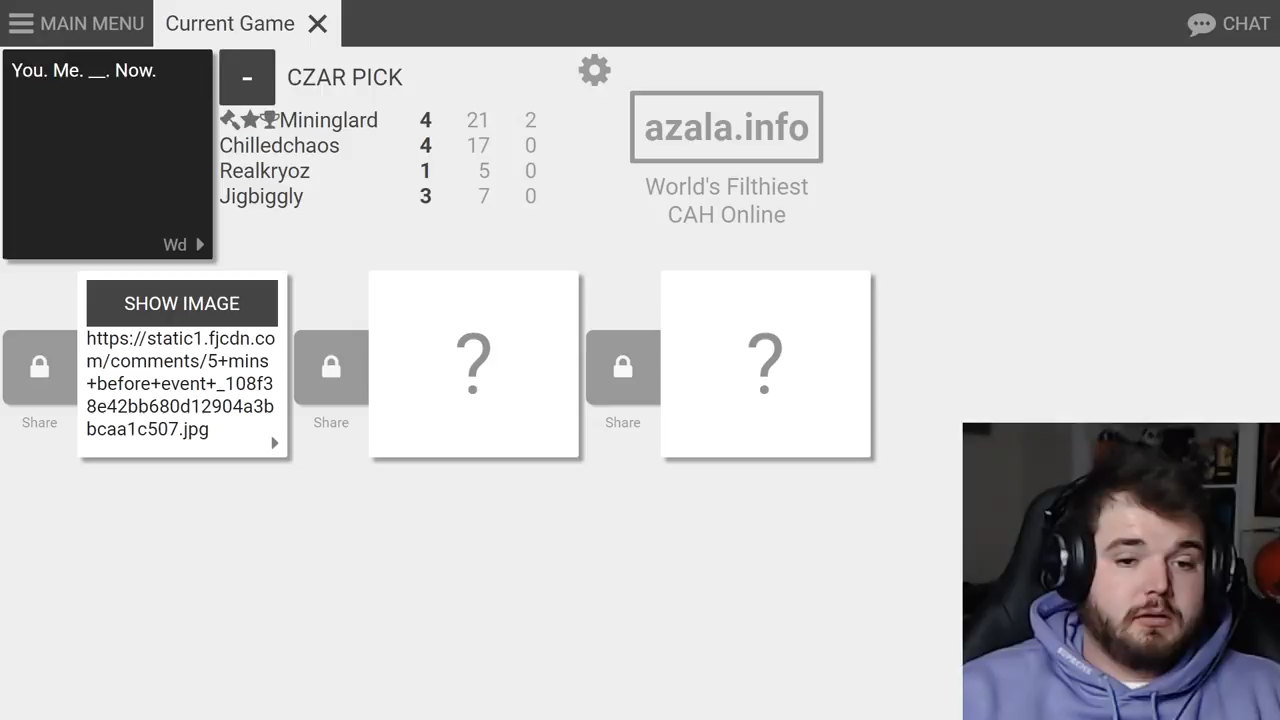 MAIN MENU
Current Game
CHAT
You. Me. __. Now.
Wd
-
CZAR PICK
Mininglard 4 21 2
Chilledchaos 4 17 0
Realkryoz 1 5 0
Jigbiggly 3 7 0
azala.info
World's Filthiest
CAH Online
Share
SHOW IMAGE
https://static1.fjcdn.co
m/comments/5+mins
+before+event+_108f3
8e42bb680d12904a3b
bcaa1c507.jpg
Share
?
Share
?
SUPREME